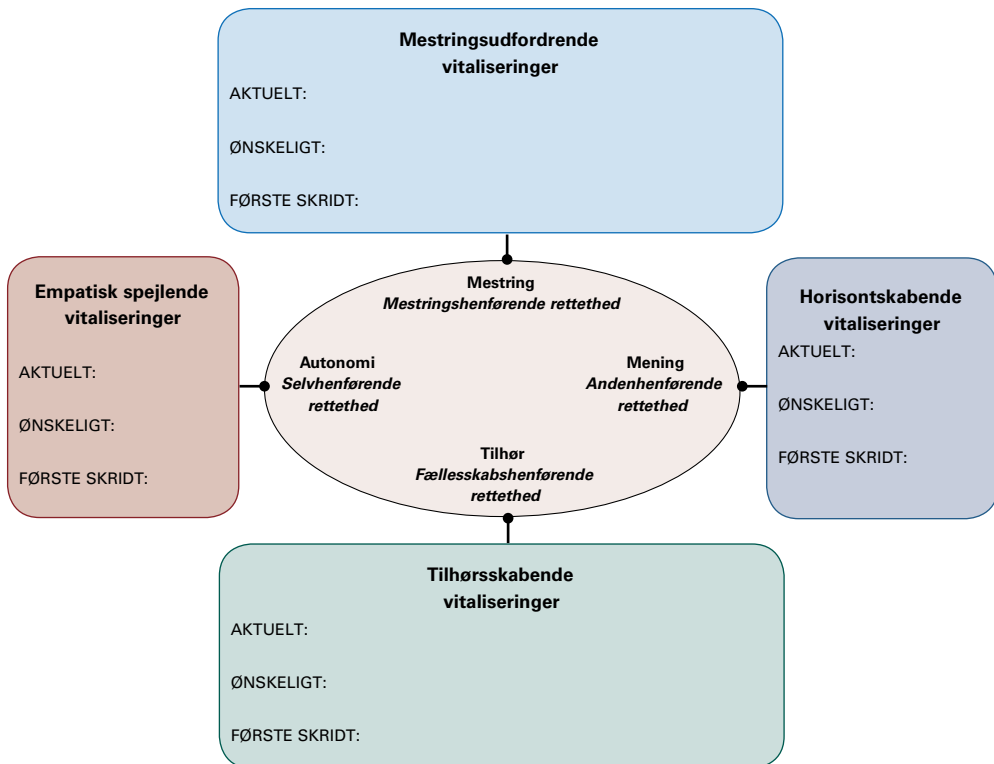 Mestringsudfordrende
vitaliseringer
AKTUELT:
ØNSKELIGT:
FØRSTE SKRIDT:
Empatisk spejlende
vitaliseringer
AKTUELT:
ØNSKELIGT:
FØRSTE SKRIDT:
Mestring
Mestringshenførende rettethed
Autonomi
Selvhenførende
rettethed
Mening
Andenhenførende
rettethed
Tilhør
Fællesskabshenførende
rettethed
Horisontskabende
vitaliseringer
AKTUELT:
ØNSKELIGT:
FØRSTE SKRIDT:
Tilhørsskabende
vitaliseringer
AKTUELT:
ØNSKELIGT:
FØRSTE SKRIDT: